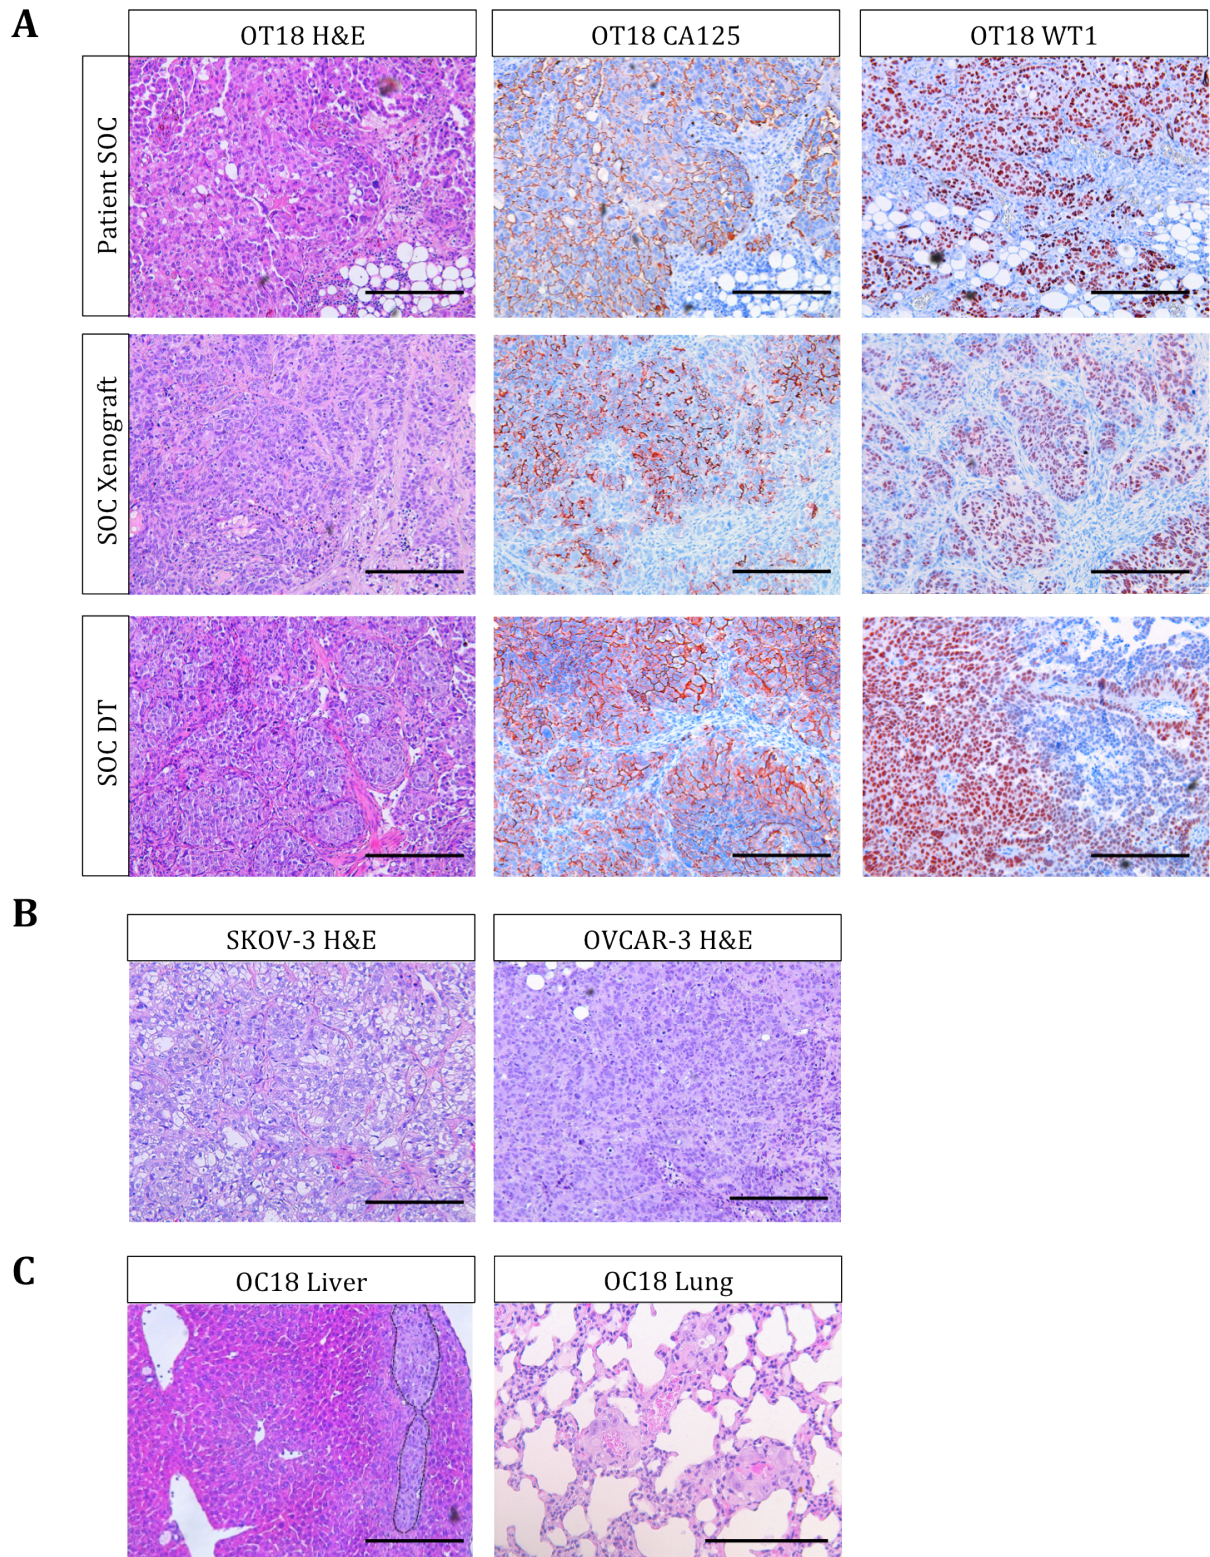 A
OT18 H&E
OT18 CA125
OT18 WT1
Patient SOC
SOC Xenograft
SOC DT
B
SKOV-3 H&E
OVCAR-3 H&E
C
OC18 Liver
OC18 Lung